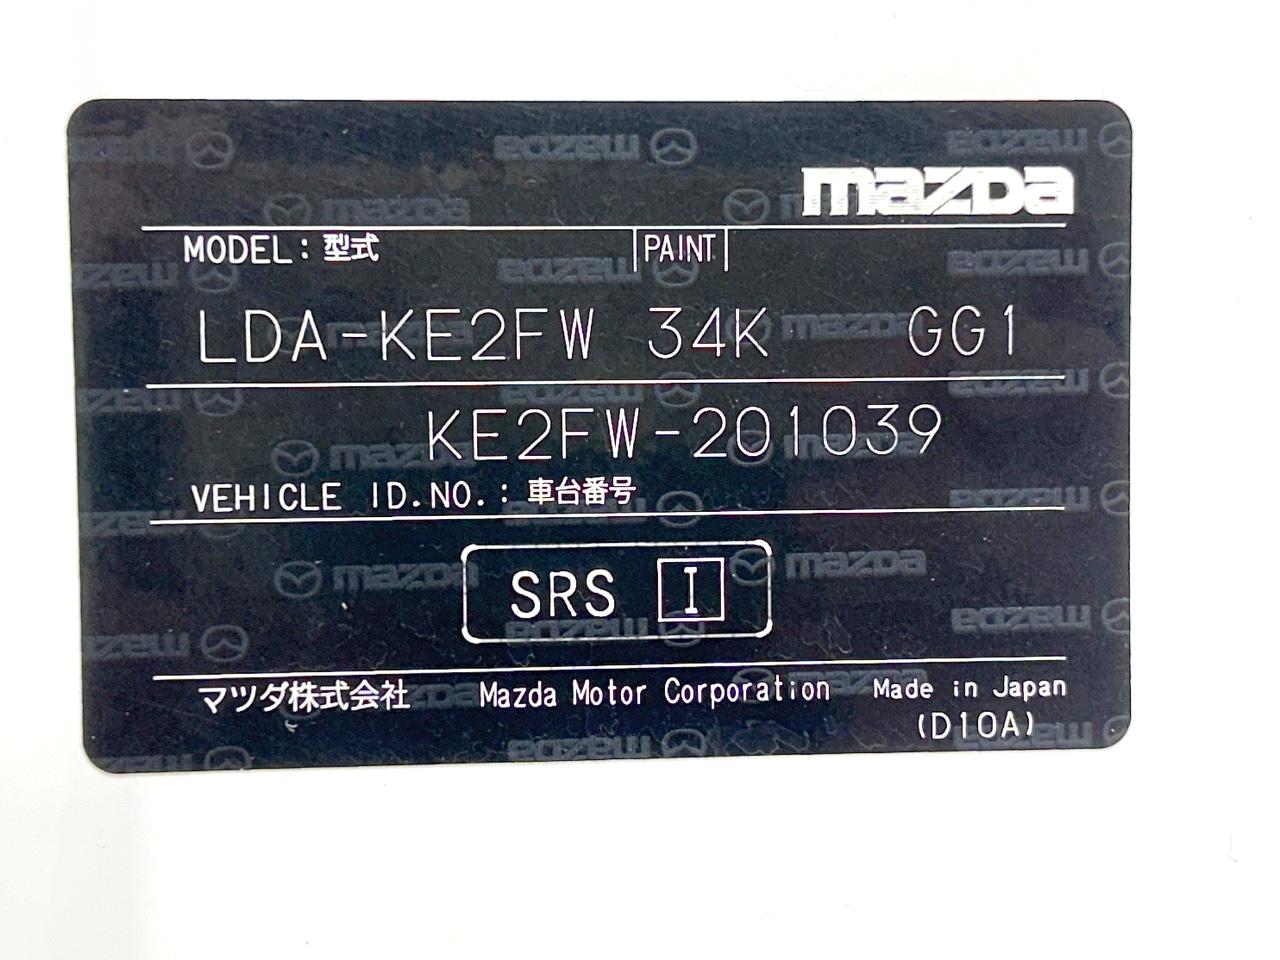 mazda
MODEL：型式 PAINT
LDA-KE2FW 34K GG1
KE2FW-201039
VEHICLE ID.NO.：車台番号
SRS I
マツダ株式会社 Mazda Motor Corporation Made in Japan
(D10A)